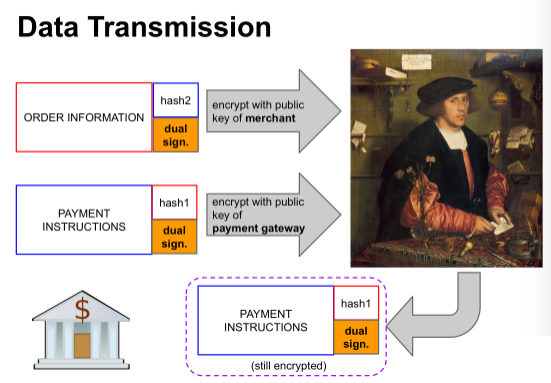 Data Transmission
ORDER INFORMATION
hash2
dual
sign.
encrypt with public
key of merchant
PAYMENT
INSTRUCTIONS
hash1
dual
sign.
encrypt with public
key of
payment gateway
$
PAYMENT
INSTRUCTIONS
hash1
dual
sign.
(still encrypted)